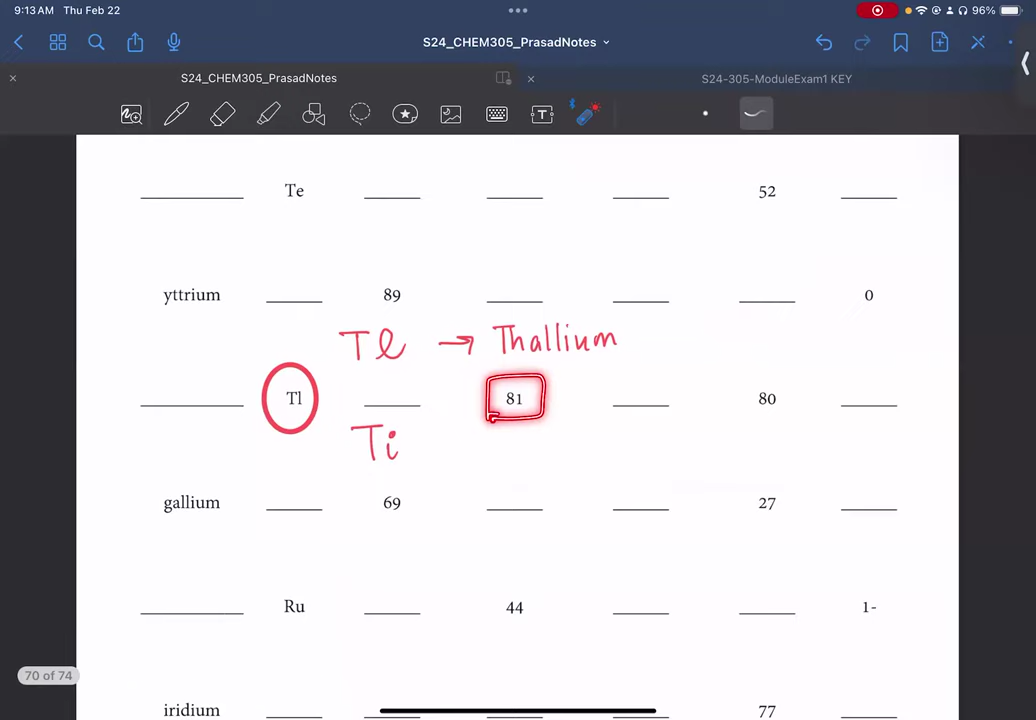 9:13 AM Thu Feb 22
96%
S24_CHEM305_PrasadNotes
S24_CHEM305_PrasadNotes
S24-305-ModuleExam1 KEY
Te 52
yttrium 89 0
Tl → Thallium
Tl 81 80
Ti
gallium 69 27
Ru 44 1-
70 of 74
iridium 77